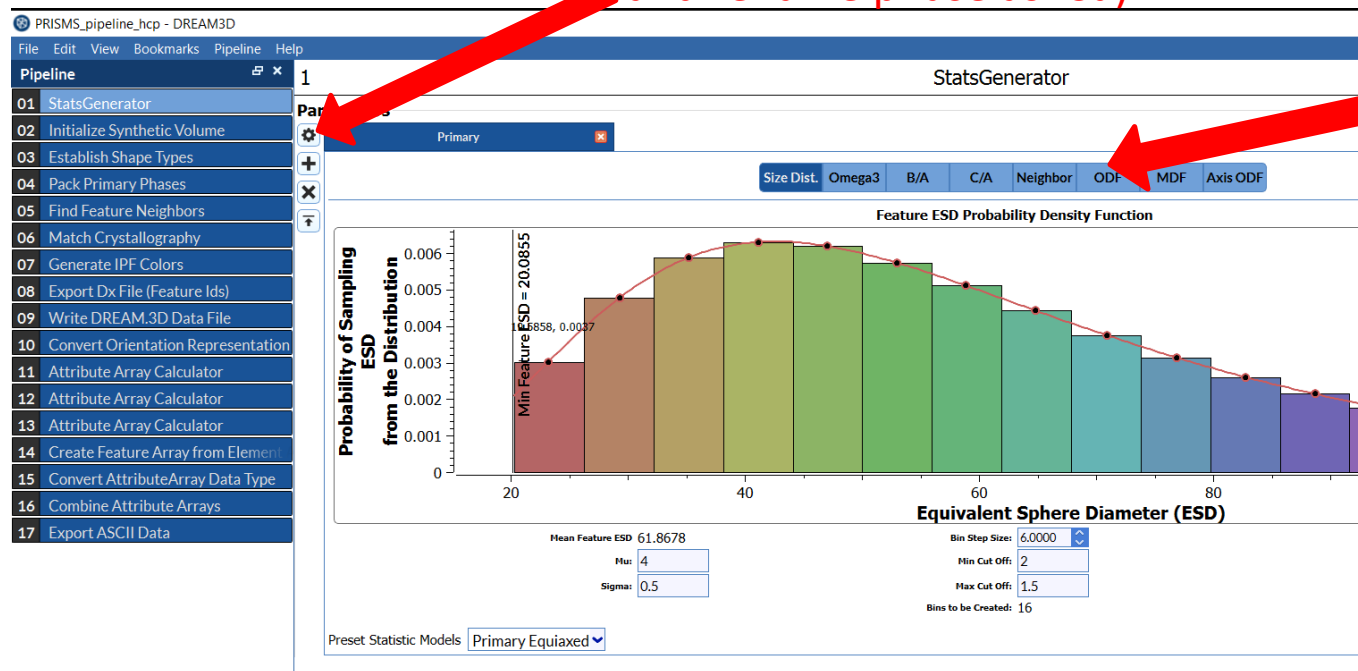 PRISMS_pipeline_hcp - DREAM3D
File Edit View Bookmarks Pipeline Help
Pipeline
1
StatsGenerator
01 StatsGenerator
02 Initialize Synthetic Volume
03 Establish Shape Types
04 Pack Primary Phases
05 Find Feature Neighbors
06 Match Crystallography
07 Generate IPF Colors
08 Export Dx File (Feature Ids)
09 Write DREAM.3D Data File
10 Convert Orientation Representation
11 Attribute Array Calculator
12 Attribute Array Calculator
13 Attribute Array Calculator
14 Create Feature Array from Element
15 Convert AttributeArray Data Type
16 Combine Attribute Arrays
17 Export ASCII Data
Primary
Size Dist. Omega3 B/A C/A Neighbor ODF MDF Axis ODF
Feature ESD Probability Density Function
Probability of Sampling
ESD
from the Distribution
0.006
0.005
0.004
0.003
0.002
0.001
0
Min Feature ESD = 20.0855
20 40 60 80
Equivalent Sphere Diameter (ESD)
Mean Feature ESD 61.8678
Mu: 4
Sigma: 0.5
Bin Step Size: 6.0000
Min Cut Off: 2
Max Cut Off: 1.5
Bins to be Created: 16
Preset Statistic Models Primary Equiaxed